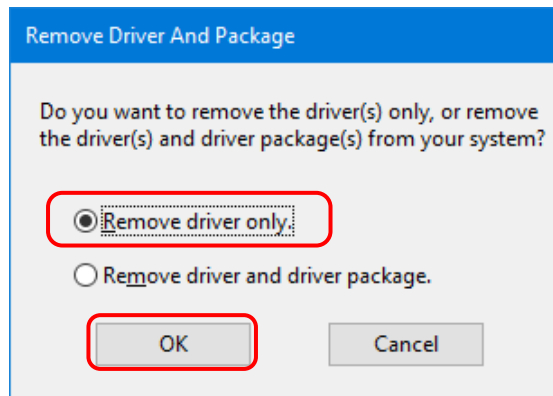 Remove Driver And Package
Do you want to remove the driver(s) only, or remove
the driver(s) and driver package(s) from your system?
Remove driver only.
Remove driver and driver package.
OK Cancel